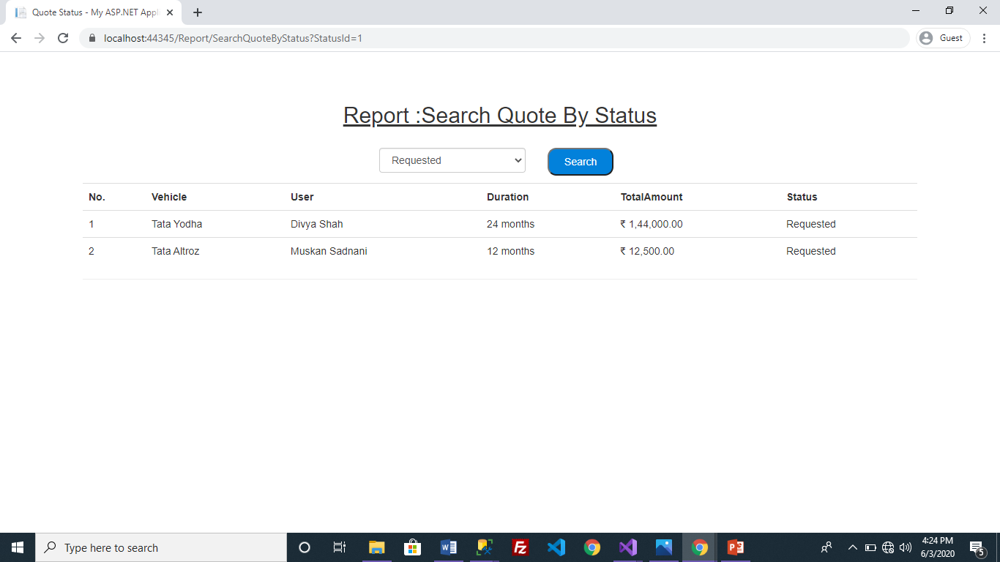 Quote Status - My ASP.NET Appl
localhost:44345/Report/SearchQuoteByStatus?StatusId=1
Guest
Report :Search Quote By Status
Requested
Search
No. Vehicle User Duration TotalAmount Status
1 Tata Yodha Divya Shah 24 months ₹ 1,44,000.00 Requested
2 Tata Altroz Muskan Sadnani 12 months ₹ 12,500.00 Requested
Type here to search
4:24 PM
6/3/2020
5